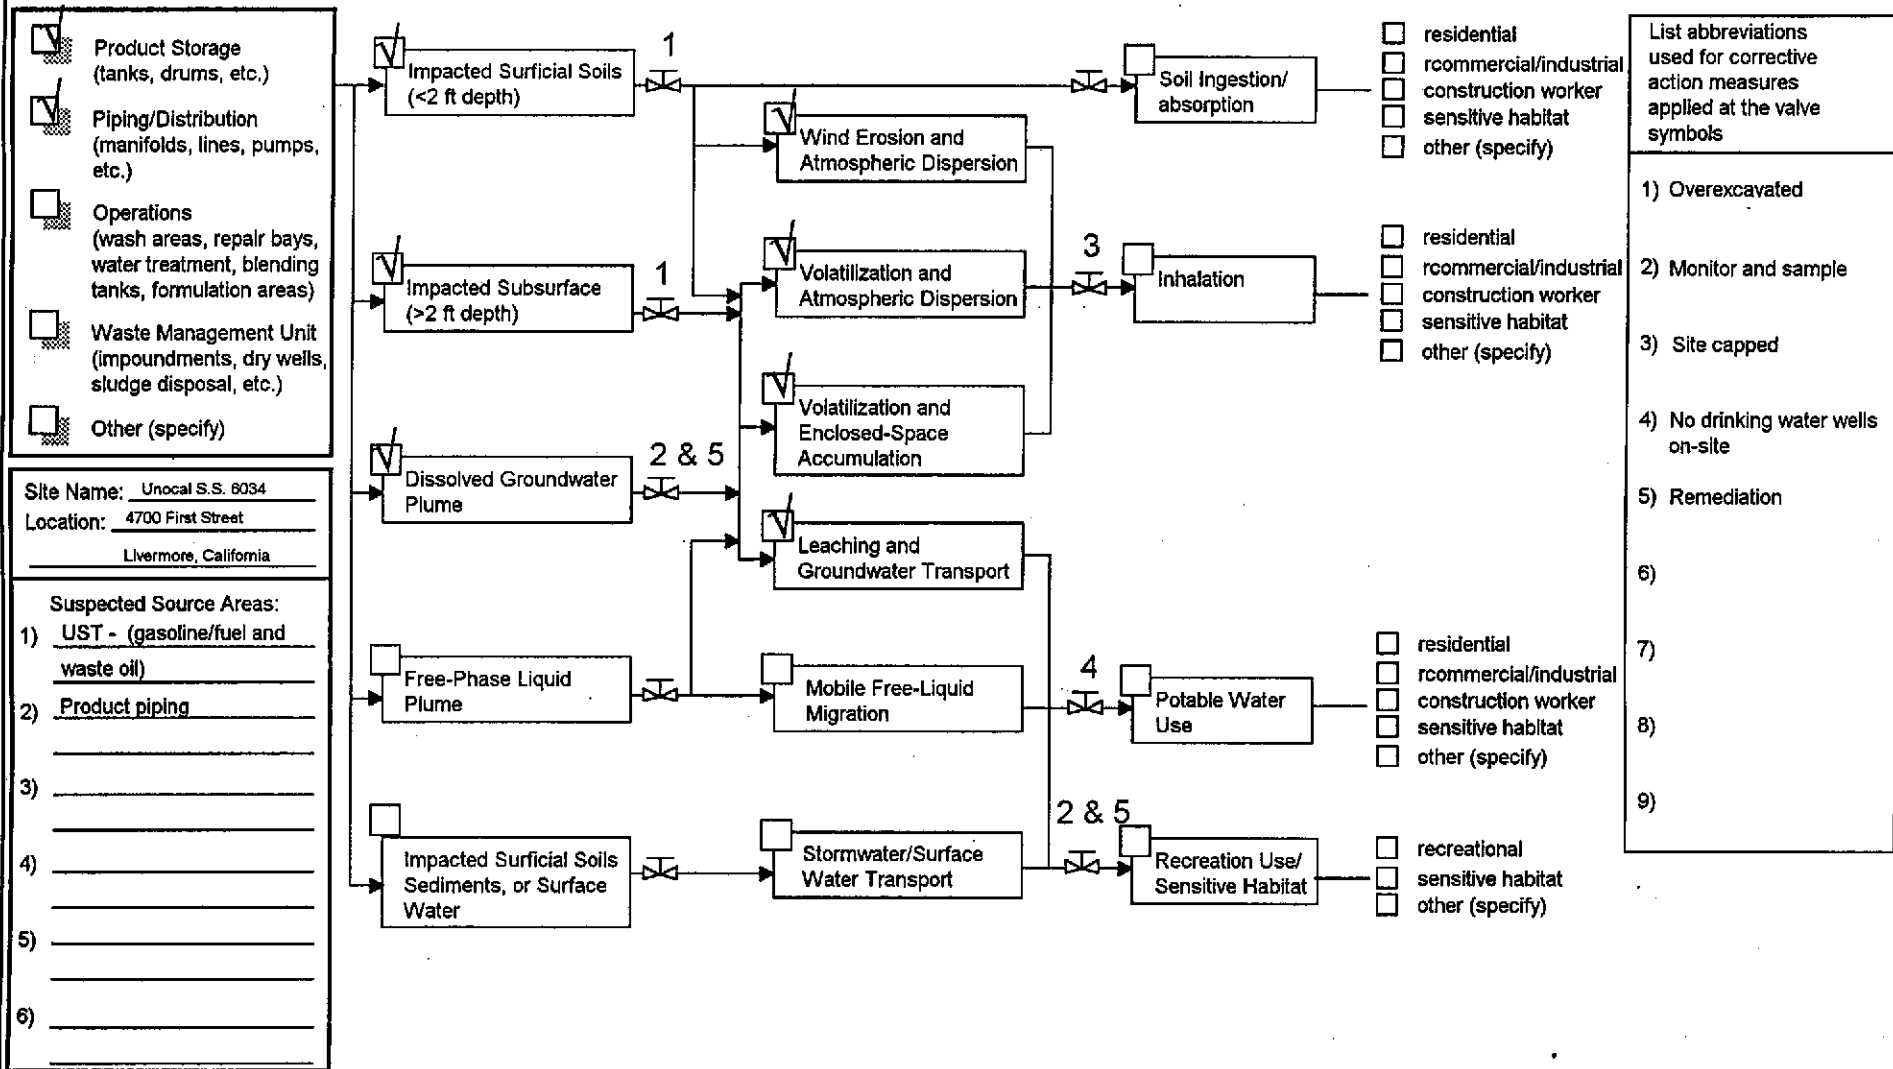 Product Storage
(tanks, drums, etc.)
Piping/Distribution
(manifolds, lines, pumps,
etc.)
Operations
(wash areas, repair bays,
water treatment, blending
tanks, formulation areas)
Waste Management Unit
(impoundments, dry wells,
sludge disposal, etc.)
Other (specify)
Site Name: Unocal S.S. 6034
Location: 4700 First Street
Livermore, California
Suspected Source Areas:
1) UST - (gasoline/fuel and
waste oil)
2) Product piping
3)
4)
5)
6)
Impacted Surficial Soils
(<2 ft depth)
1
Impacted Subsurface
(>2 ft depth)
1
Dissolved Groundwater
Plume
2 & 5
Free-Phase Liquid
Plume
Impacted Surficial Soils
Sediments, or Surface
Water
Wind Erosion and
Atmospheric Dispersion
Volatilization and
Atmospheric Dispersion
Volatilization and
Enclosed-Space
Accumulation
Leaching and
Groundwater Transport
Mobile Free-Liquid
Migration
Stormwater/Surface
Water Transport
Soil Ingestion/
absorption
3
Inhalation
4
Potable Water
Use
2 & 5
Recreation Use/
Sensitive Habitat
residential
rcommercial/industrial
construction worker
sensitive habitat
other (specify)
residential
rcommercial/industrial
construction worker
sensitive habitat
other (specify)
residential
rcommercial/industrial
construction worker
sensitive habitat
other (specify)
recreational
sensitive habitat
other (specify)
List abbreviations
used for corrective
action measures
applied at the valve
symbols
1) Overexcavated
2) Monitor and sample
3) Site capped
4) No drinking water wells
on-site
5) Remediation
6)
7)
8)
9)